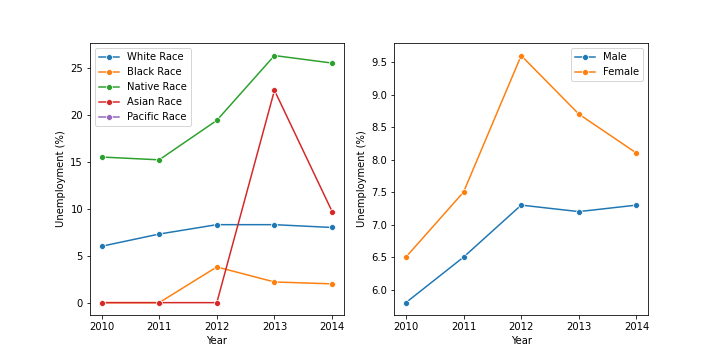 White Race
Black Race
Native Race
Asian Race
Pacific Race
Unemployment (%)
25
20
15
10
5
0
2010 2011 2012 2013 2014
Year
Male
Female
Unemployment (%)
9.5
9.0
8.5
8.0
7.5
7.0
6.5
6.0
2010 2011 2012 2013 2014
Year